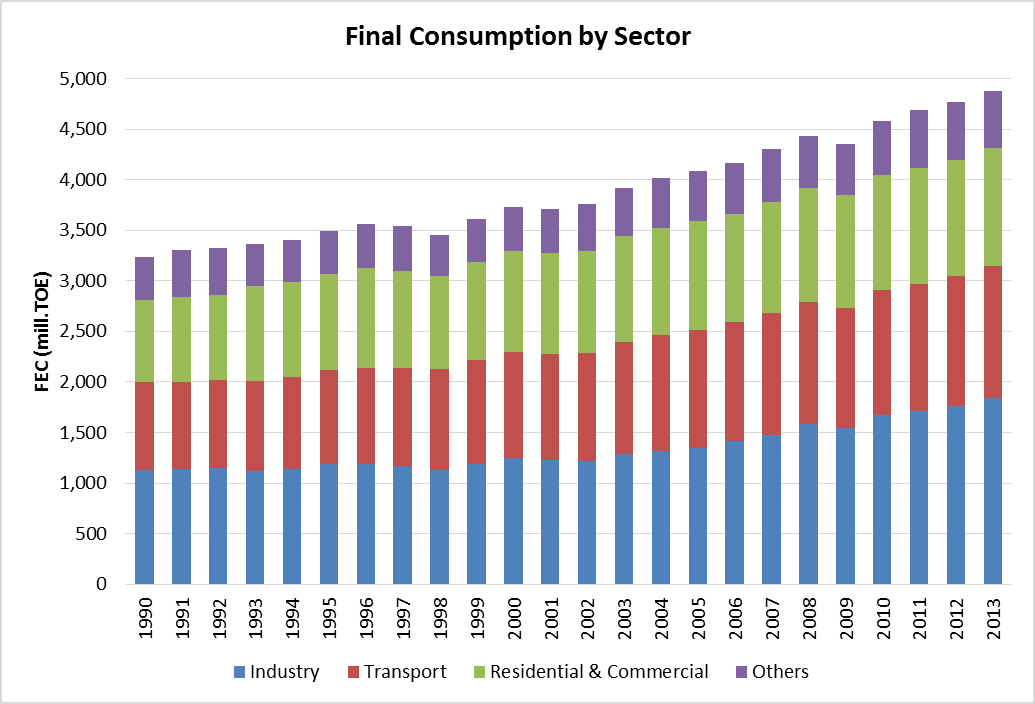 Final Consumption by Sector
FEC (mill.TOE)
5,000
4,500
4,000
3,500
3,000
2,500
2,000
1,500
1,000
500
0
1990 1991 1992 1993 1994 1995 1996 1997 1998 1999 2000 2001 2002 2003 2004 2005 2006 2007 2008 2009 2010 2011 2012 2013
Industry Transport Residential & Commercial Others